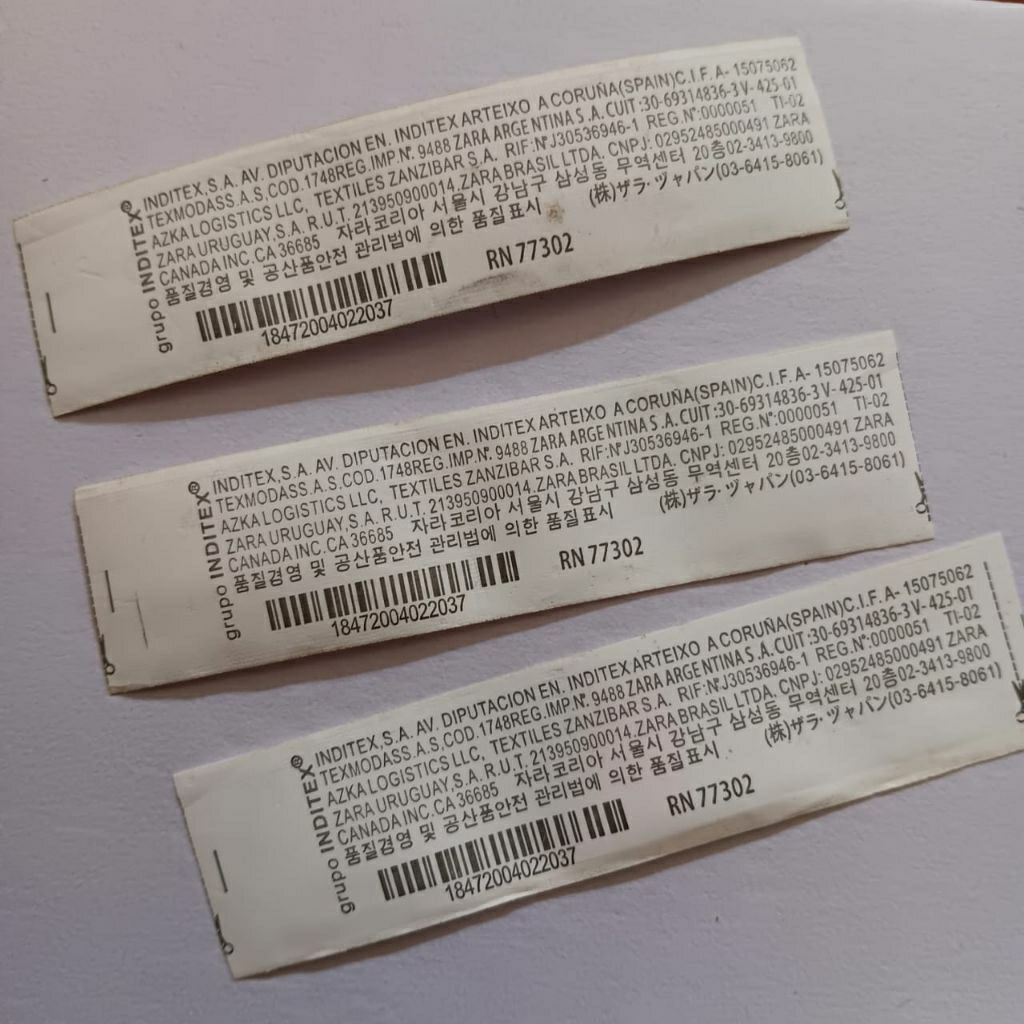 grupo INDITEX®
INDITEX,S.A. AV. DIPUTACION EN. INDITEX ARTEIXO A CORUÑA(SPAIN)C.I.F. A- 15075062
TEXMODASS.A.S,COD.1748REG.IMP.Nº. 9488 ZARA ARGENTINA S .A. CUIT :30-69314836-3 V- 425-01
AZKA LOGISTICS LLC, TEXTILES ZANZIBAR S.A. RIF:NºJ30536946-1 REG.Nº:0000051 TI-02
ZARA URUGUAY,S.A. R.U.T. 213950900014,ZARA BRASIL LTDA. CNPJ: 02952485000491 ZARA
CANADA INC. CA 36685 자라코리아 서울시 강남구 삼성동 무역센터 20층02-3413-9800
품질경영 및 공산품안전 관리법에 의한 품질표시 (株)ザラ・ヅャパン(03-6415-8061)
18472004022037
RN 77302
grupo INDITEX®
INDITEX,S.A. AV. DIPUTACION EN. INDITEX ARTEIXO A CORUÑA(SPAIN)C.I.F. A- 15075062
TEXMODASS.A.S,COD.1748REG.IMP.Nº. 9488 ZARA ARGENTINA S .A. CUIT :30-69314836-3 V- 425-01
AZKA LOGISTICS LLC, TEXTILES ZANZIBAR S.A. RIF:NºJ30536946-1 REG.Nº:0000051 TI-02
ZARA URUGUAY,S.A. R.U.T. 213950900014,ZARA BRASIL LTDA. CNPJ: 02952485000491 ZARA
CANADA INC. CA 36685 자라코리아 서울시 강남구 삼성동 무역센터 20층02-3413-9800
품질경영 및 공산품안전 관리법에 의한 품질표시 (株)ザラ・ヅャパン(03-6415-8061)
18472004022037
RN 77302
grupo INDITEX®
INDITEX,S.A. AV. DIPUTACION EN. INDITEX ARTEIXO A CORUÑA(SPAIN)C.I.F. A- 15075062
TEXMODASS.A.S,COD.1748REG.IMP.Nº. 9488 ZARA ARGENTINA S .A. CUIT :30-69314836-3 V- 425-01
AZKA LOGISTICS LLC, TEXTILES ZANZIBAR S.A. RIF:NºJ30536946-1 REG.Nº:0000051 TI-02
ZARA URUGUAY,S.A. R.U.T. 213950900014,ZARA BRASIL LTDA. CNPJ: 02952485000491 ZARA
CANADA INC. CA 36685 자라코리아 서울시 강남구 삼성동 무역센터 20층02-3413-9800
품질경영 및 공산품안전 관리법에 의한 품질표시 (株)ザラ・ヅャパン(03-6415-8061)
18472004022037
RN 77302